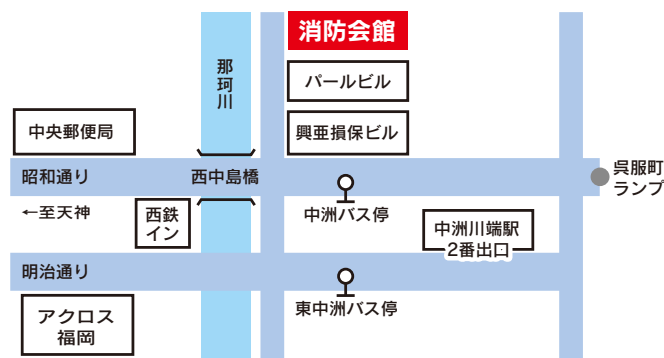 消防会館
那珂川
パールビル
中央郵便局
興亜損保ビル
昭和通り
西中島橋
呉服町
ランプ
←至天神
西鉄
イン
中洲バス停
中洲川端駅
2番出口
明治通り
アクロス
福岡
東中洲バス停